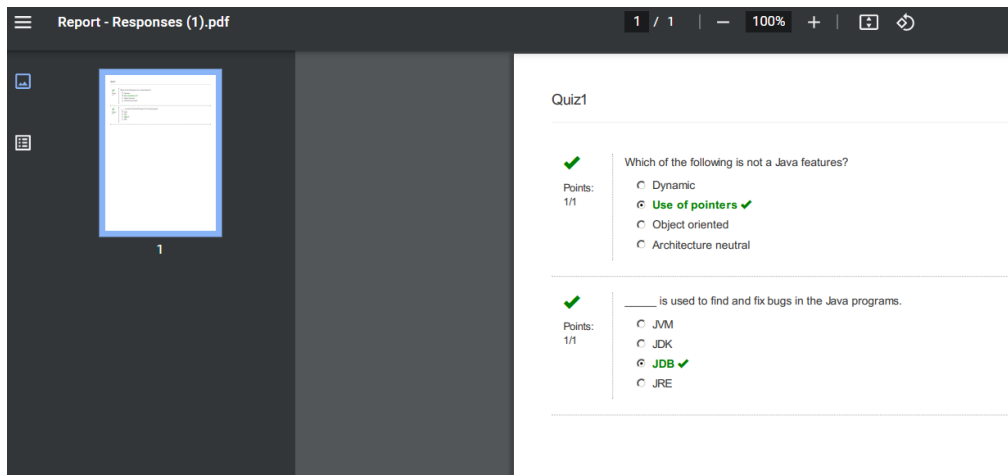 Report - Responses (1).pdf
1 / 1
100%
1
Quiz1
Which of the following is not a Java features?
Points:
1/1
Dynamic
Use of pointers
Object oriented
Architecture neutral
_____ is used to find and fix bugs in the Java programs.
Points:
1/1
JVM
JDK
JDB
JRE